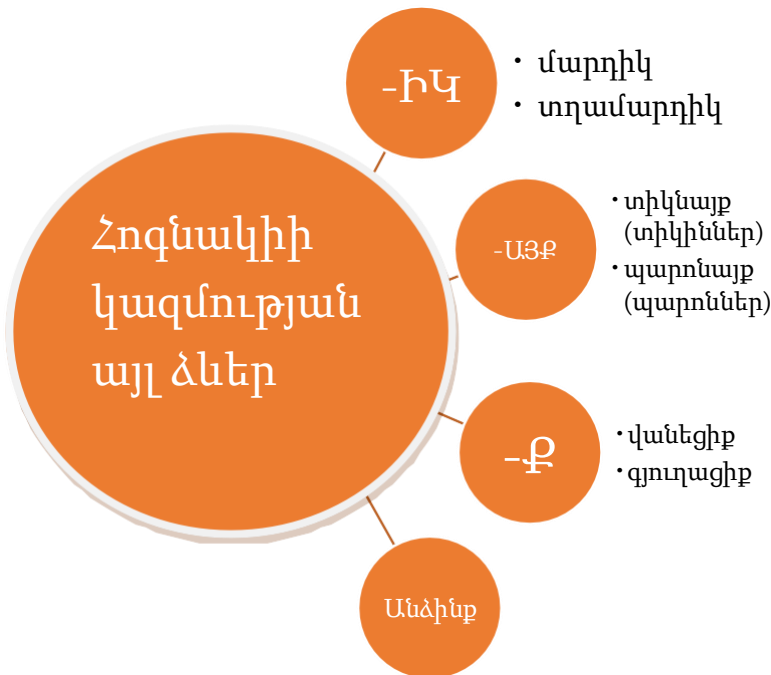 Հոգնակիի
կազմության
այլ ձևեր
-ԻԿ
• մարդիկ
• տղամարդիկ
-ԱՅՔ
• տիկնայք
(տիկիններ)
• պարոնայք
(պարոններ)
-Ք
• վանեցիք
• գյուղացիք
Անձինք